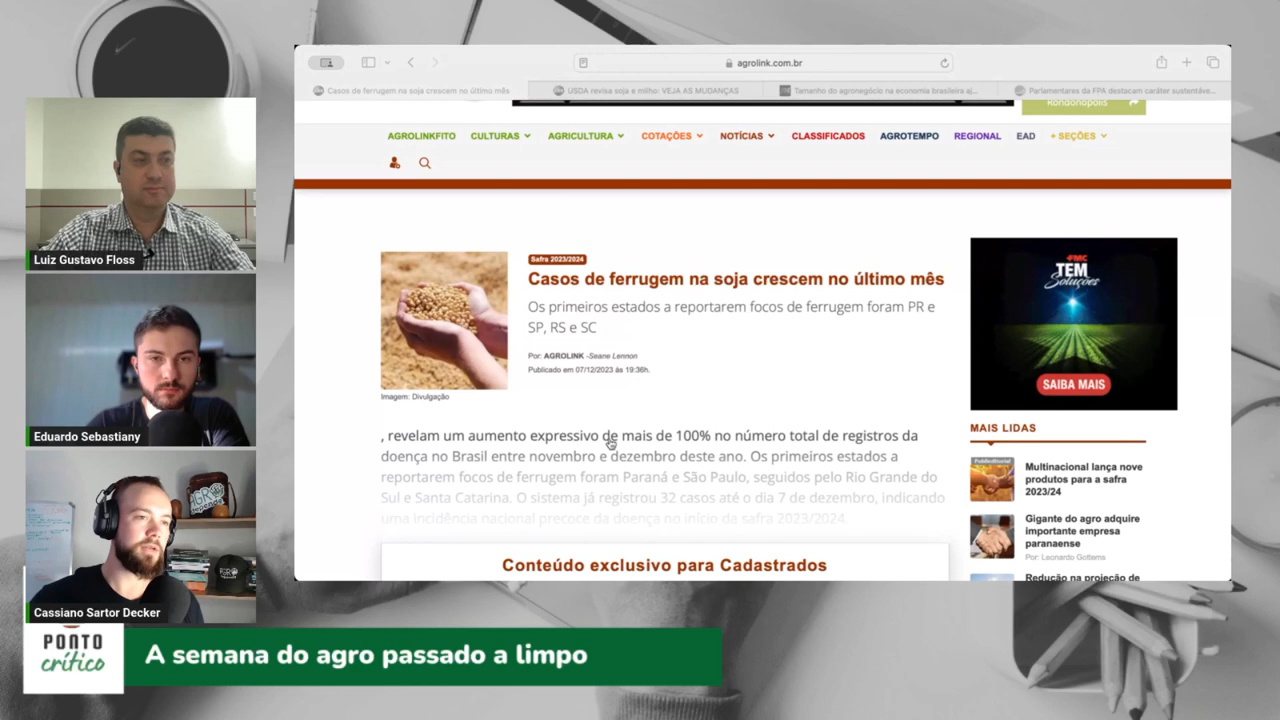 agrolink.com.br
Casos de ferrugem na soja crescem no último mês
USDA revisa soja e milho: VEJA AS MUDANÇAS
Tamanho do agronegócio na economia brasileira aj...
Parlamentares da FPA destacam caráter sustentáve...
Rondonópolis
AGROLINKFITO CULTURAS AGRICULTURA COTAÇÕES NOTÍCIAS CLASSIFICADOS AGROTEMPO REGIONAL EAD + SEÇÕES
Safra 2023/2024
Casos de ferrugem na soja crescem no último mês
Os primeiros estados a reportarem focos de ferrugem foram PR e
SP, RS e SC
Por: AGROLINK -Seane Lennon
Publicado em 07/12/2023 às 19:36h.
Imagem: Divulgação
, revelam um aumento expressivo de mais de 100% no número total de registros da
doença no Brasil entre novembro e dezembro deste ano. Os primeiros estados a
reportarem focos de ferrugem foram Paraná e São Paulo, seguidos pelo Rio Grande do
Sul e Santa Catarina. O sistema já registrou 32 casos até o dia 7 de dezembro, indicando
uma incidência nacional precoce da doença no início da safra 2023/2024.
Conteúdo exclusivo para Cadastrados
FMC
TEM
Soluções
SAIBA MAIS
MAIS LIDAS
Publieditorial
Multinacional lança nove
produtos para a safra
2023/24
Gigante do agro adquire
importante empresa
paranaense
Por: Leonardo Gottems
Redução na projeção de
Luiz Gustavo Floss
Eduardo Sebastiany
Cassiano Sartor Decker
PONTO
crítico
A semana do agro passado a limpo